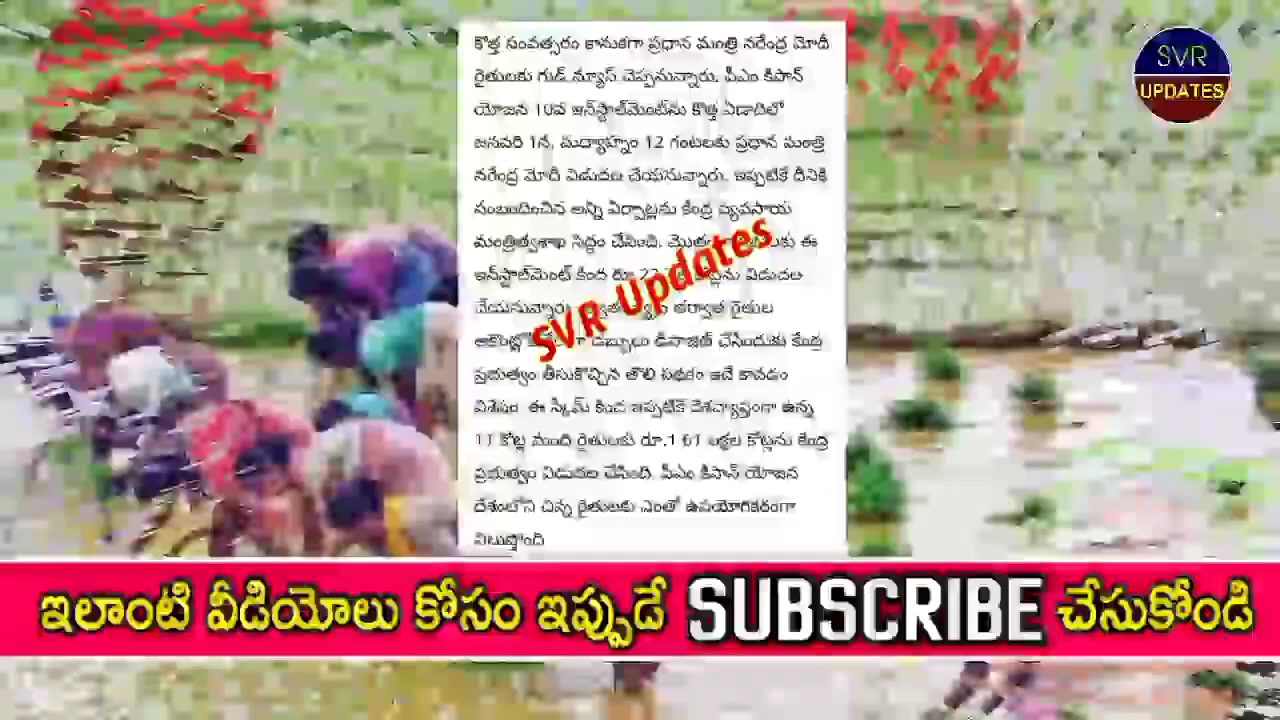 కొత్త సంవత్సరం కానుకగా ప్రధాన మంత్రి నరేంద్ర మోదీ
రైతులకు గుడ్ న్యూస్ చెప్పనున్నారు. పీఎం కిసాన్
యోజన 10వ ఇన్‌స్టాల్‌మెంట్‌ను కొత్త ఏడాదిలో
జనవరి 1న, మధ్యాహ్నం 12 గంటలకు ప్రధాన మంత్రి
నరేంద్ర మోదీ విడుదల చేయనున్నారు. ఇప్పటికే దీనికి
సంబంధించిన అన్ని ఏర్పాట్లను కేంద్ర వ్యవసాయ
మంత్రిత్వశాఖ సిద్ధం చేసింది. ఈ
ఇన్‌స్టాల్‌మెంట్ కింద రూ విడుదల
చేయనున్నారు తర్వాత రైతుల
డబ్బులు డిపాజిట్ చేసేందుకు కేంద్ర
ప్రభుత్వం తీసుకొచ్చిన తొలి పథకం ఇదే కావడం
విశేషం ఈ స్కీమ్ కింద ఇప్పటికే దేశవ్యాప్తంగా ఉన్న
11 కోట్ల మంది రైతులకు రూ.1 61 లక్షల కోట్లను కేంద్ర
ప్రభుత్వం విడుదల చేసింది. పీఎం కిసాన్ యోజన
దేశంలోని చిన్న రైతులకు ఎంతో ఉపయోగకరంగా
నిలుస్తోంది
SVR Updates
SVR
UPDATES
ఇలాంటి వీడియోలు కోసం ఇప్పుడే SUBSCRIBE చేసుకోండి